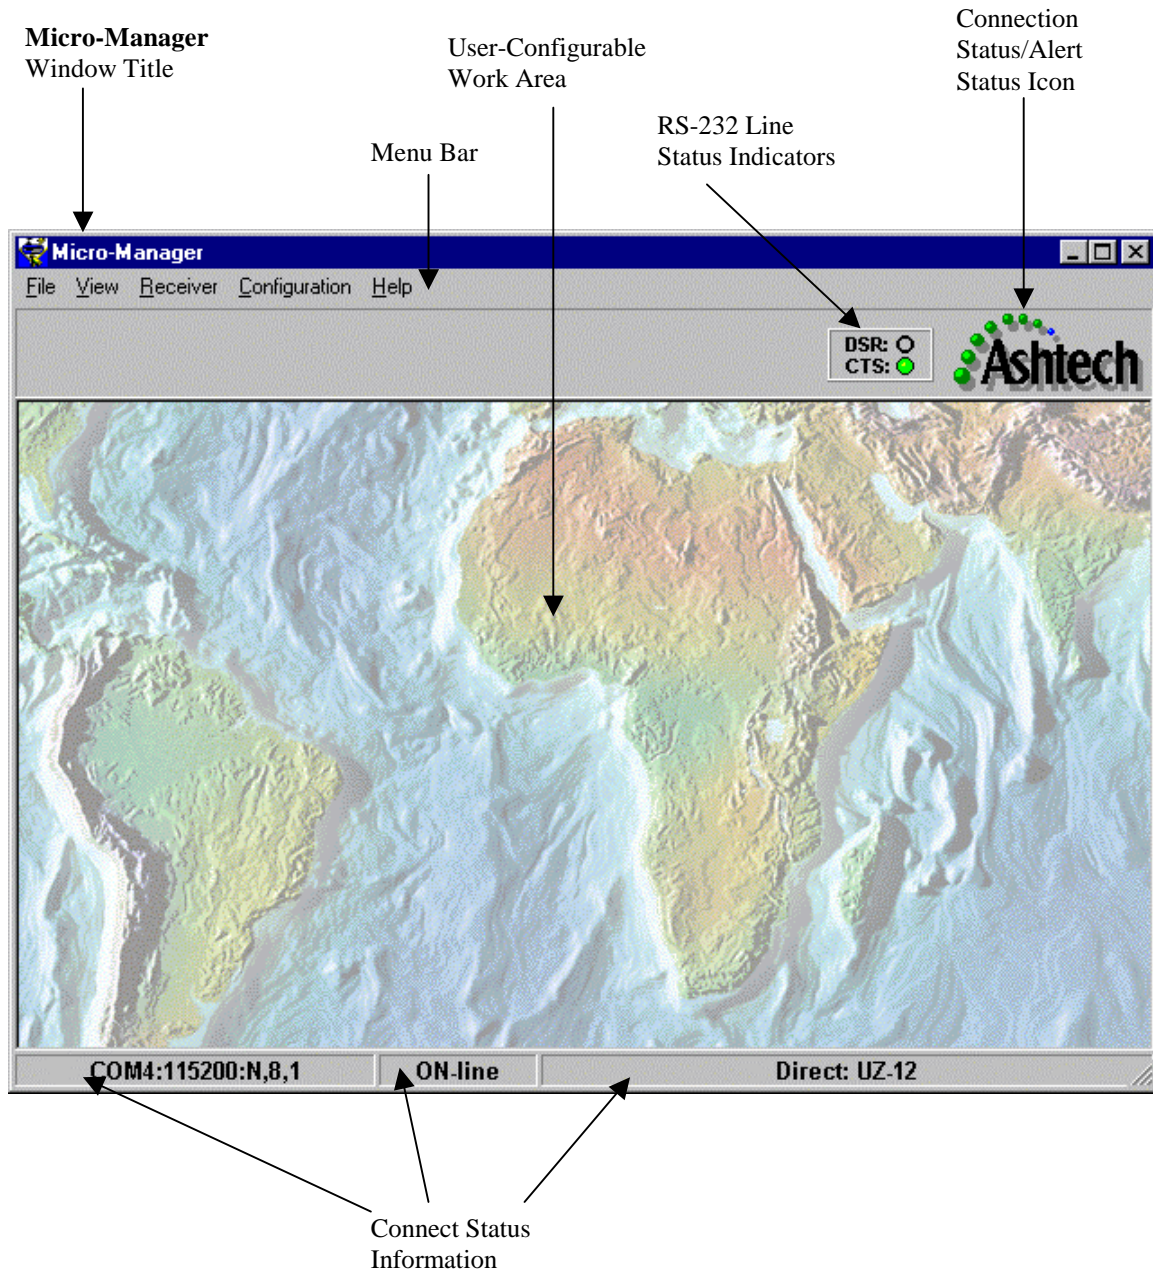 Micro-Manager
Window Title
User-Configurable
Work Area
Connection
Status/Alert
Status Icon
Menu Bar
RS-232 Line
Status Indicators
Micro-Manager
File View Receiver Configuration Help
DSR:
CTS:
Ashtech
COM4:115200:N,8,1 ON-line Direct: UZ-12
Connect Status
Information